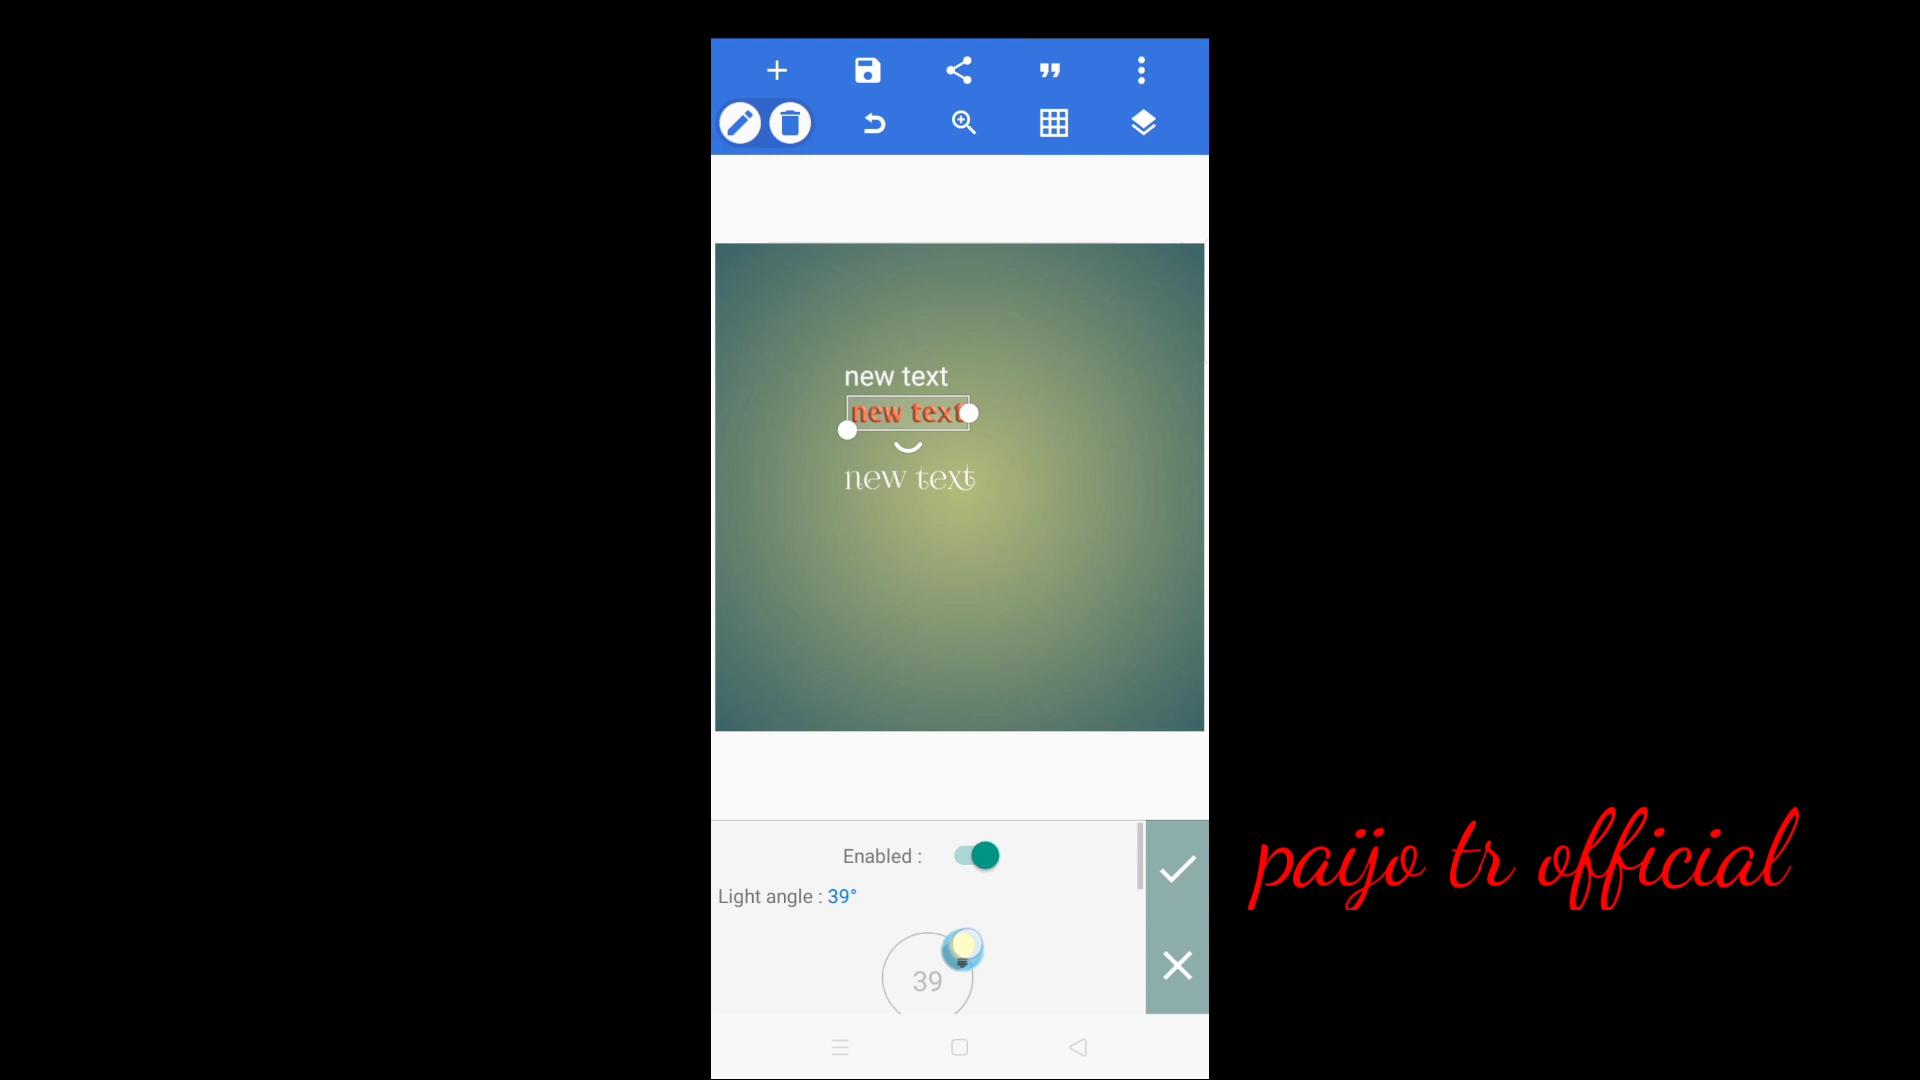 new text
new text
new text
Enabled :
Light angle : 39°
39
paijo tr official